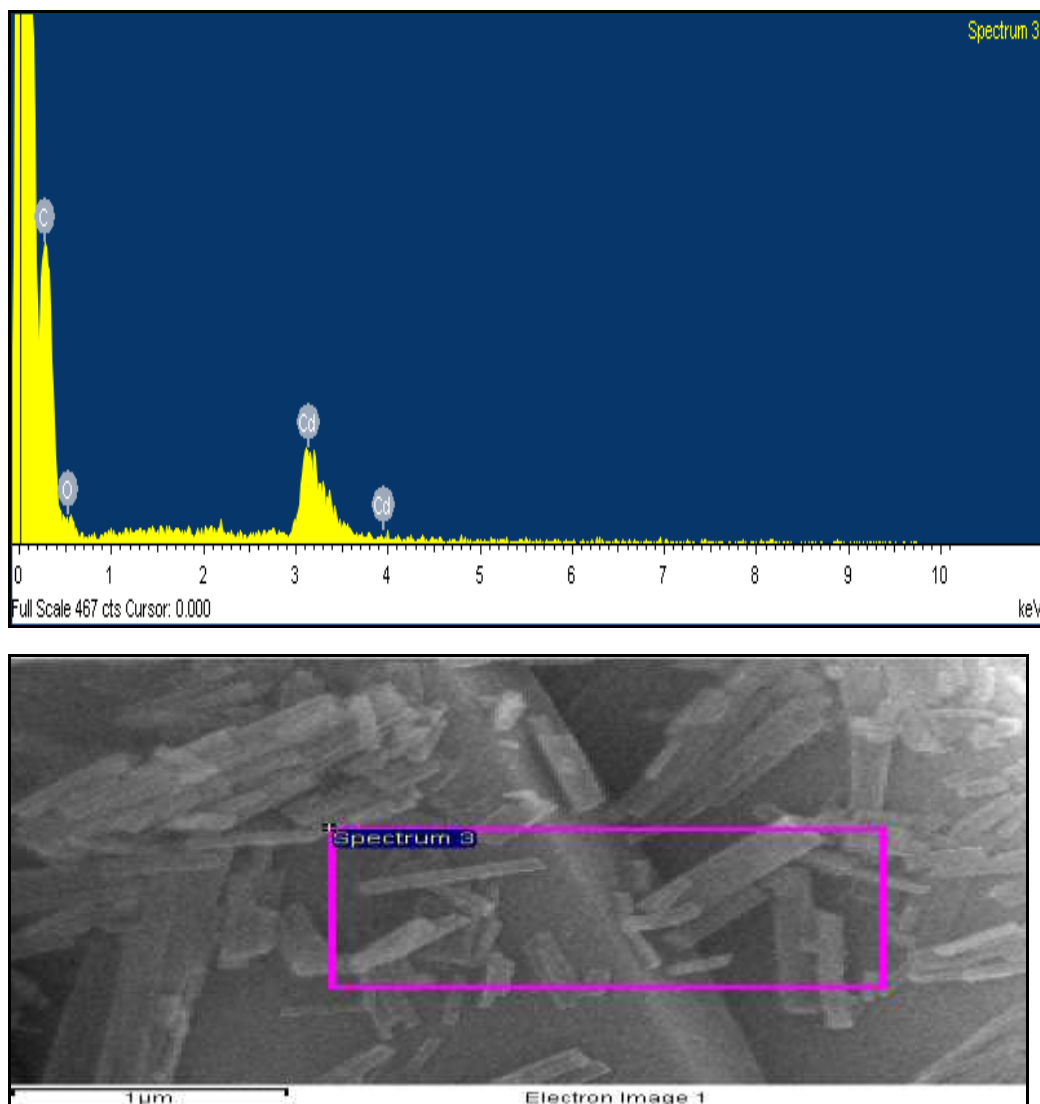 Spectrum 3
C
O
Cd
Cd
0 1 2 3 4 5 6 7 8 9 10
Full Scale 467 cts Cursor: 0.000 keV
Spectrum 3
1µm Electron Image 1